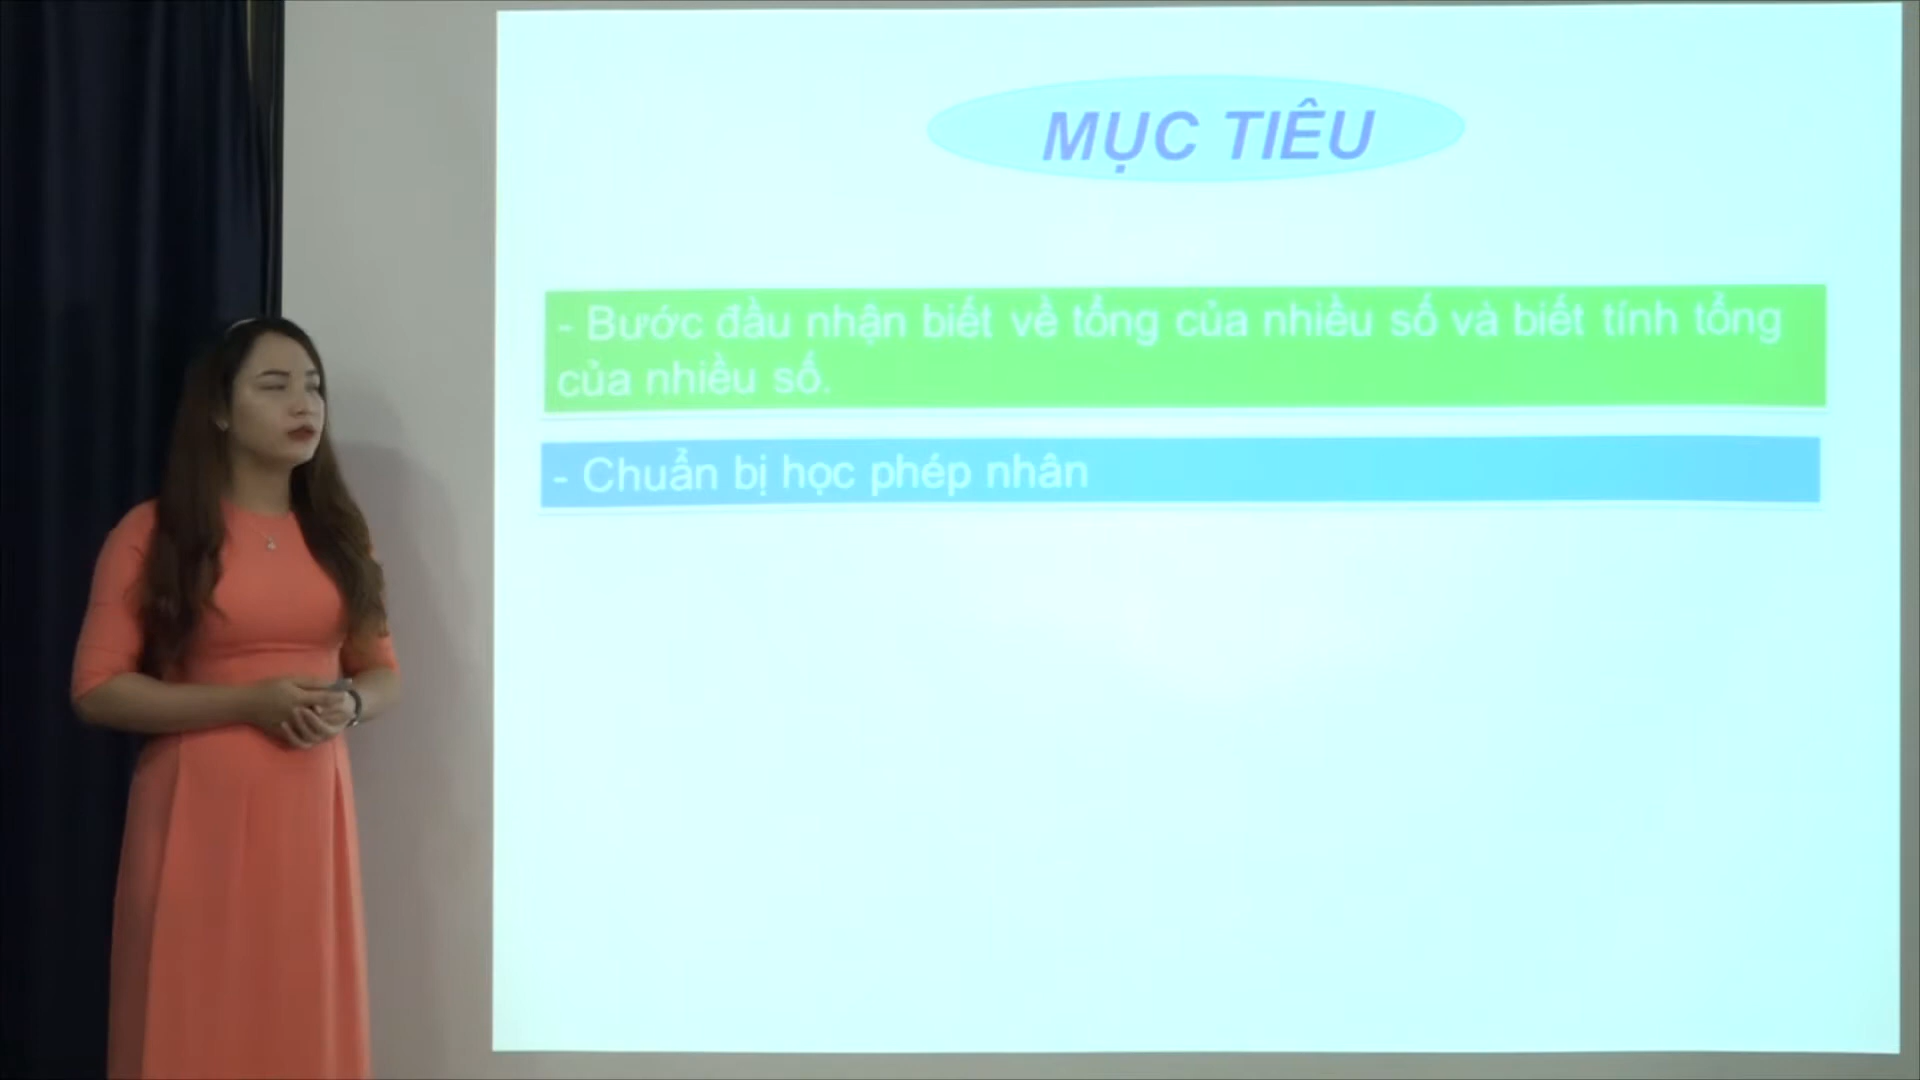 MỤC TIÊU
- Bước đầu nhận biết về tổng của nhiều số và biết tính tổng
của nhiều số.
- Chuẩn bị học phép nhân